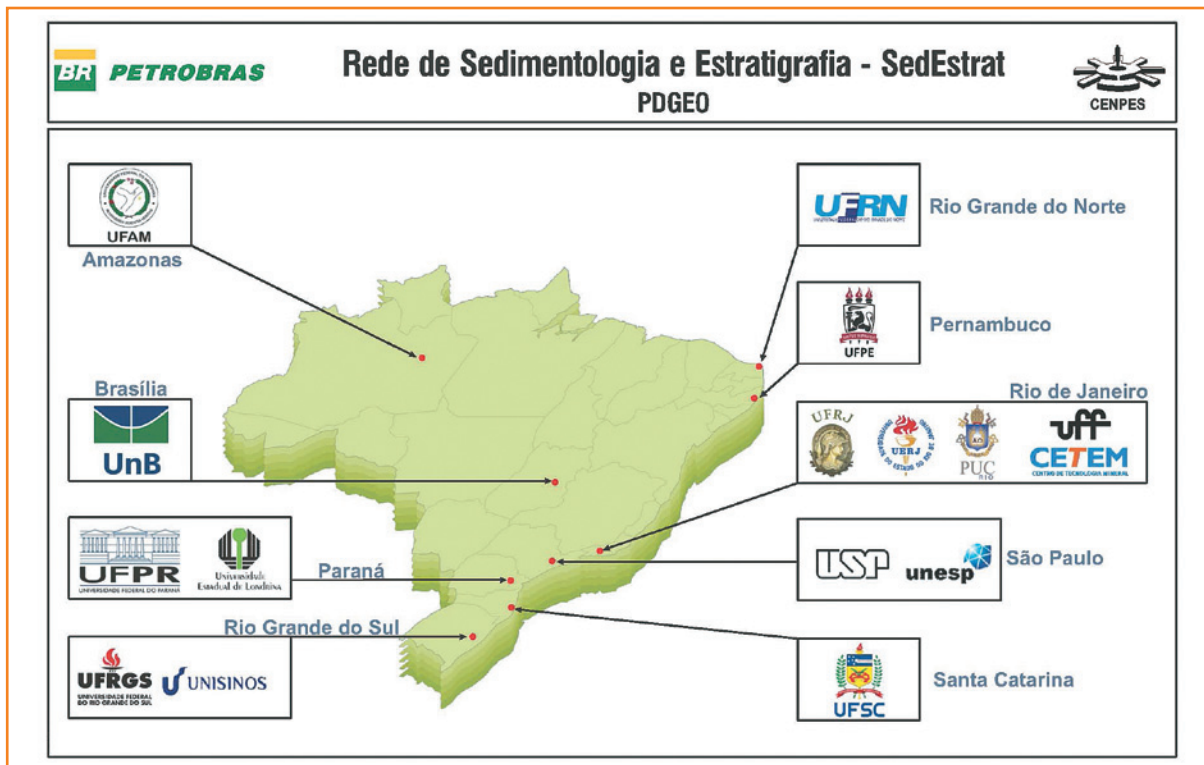 BR PETROBRAS
Rede de Sedimentologia e Estratigrafia - SedEstrat
PDGEO
CENPES
UFAM
Amazonas
UFRN
Rio Grande do Norte
UFPE
Pernambuco
Brasília
UnB
Rio de Janeiro
UFRJ
UERJ
PUC
RIO
uff
CETEM
CENTRO DE TECNOLOGIA MINERAL
UFPR
UNIVERSIDADE FEDERAL DO PARANÁ
Universidade
Estadual de Londrina
Paraná
USP
unesp
São Paulo
Rio Grande do Sul
UFRGS
UNIVERSIDADE FEDERAL
DO RIO GRANDE DO SUL
UNISINOS
UFSC
Santa Catarina